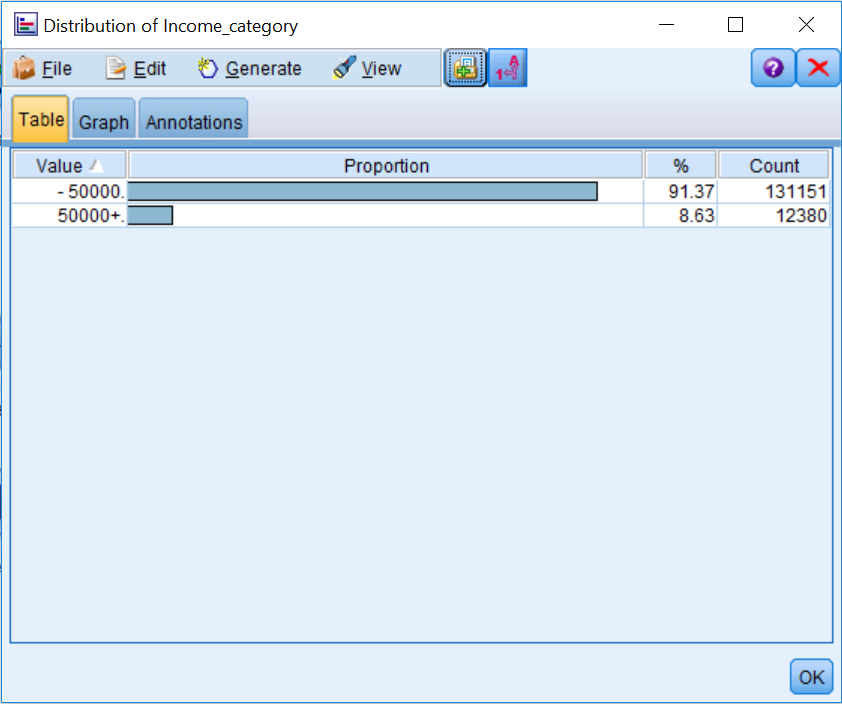 Distribution of Income_category
File Edit Generate View
Table Graph Annotations
Value Proportion % Count
- 50000. 91.37 131151
50000+. 8.63 12380
OK